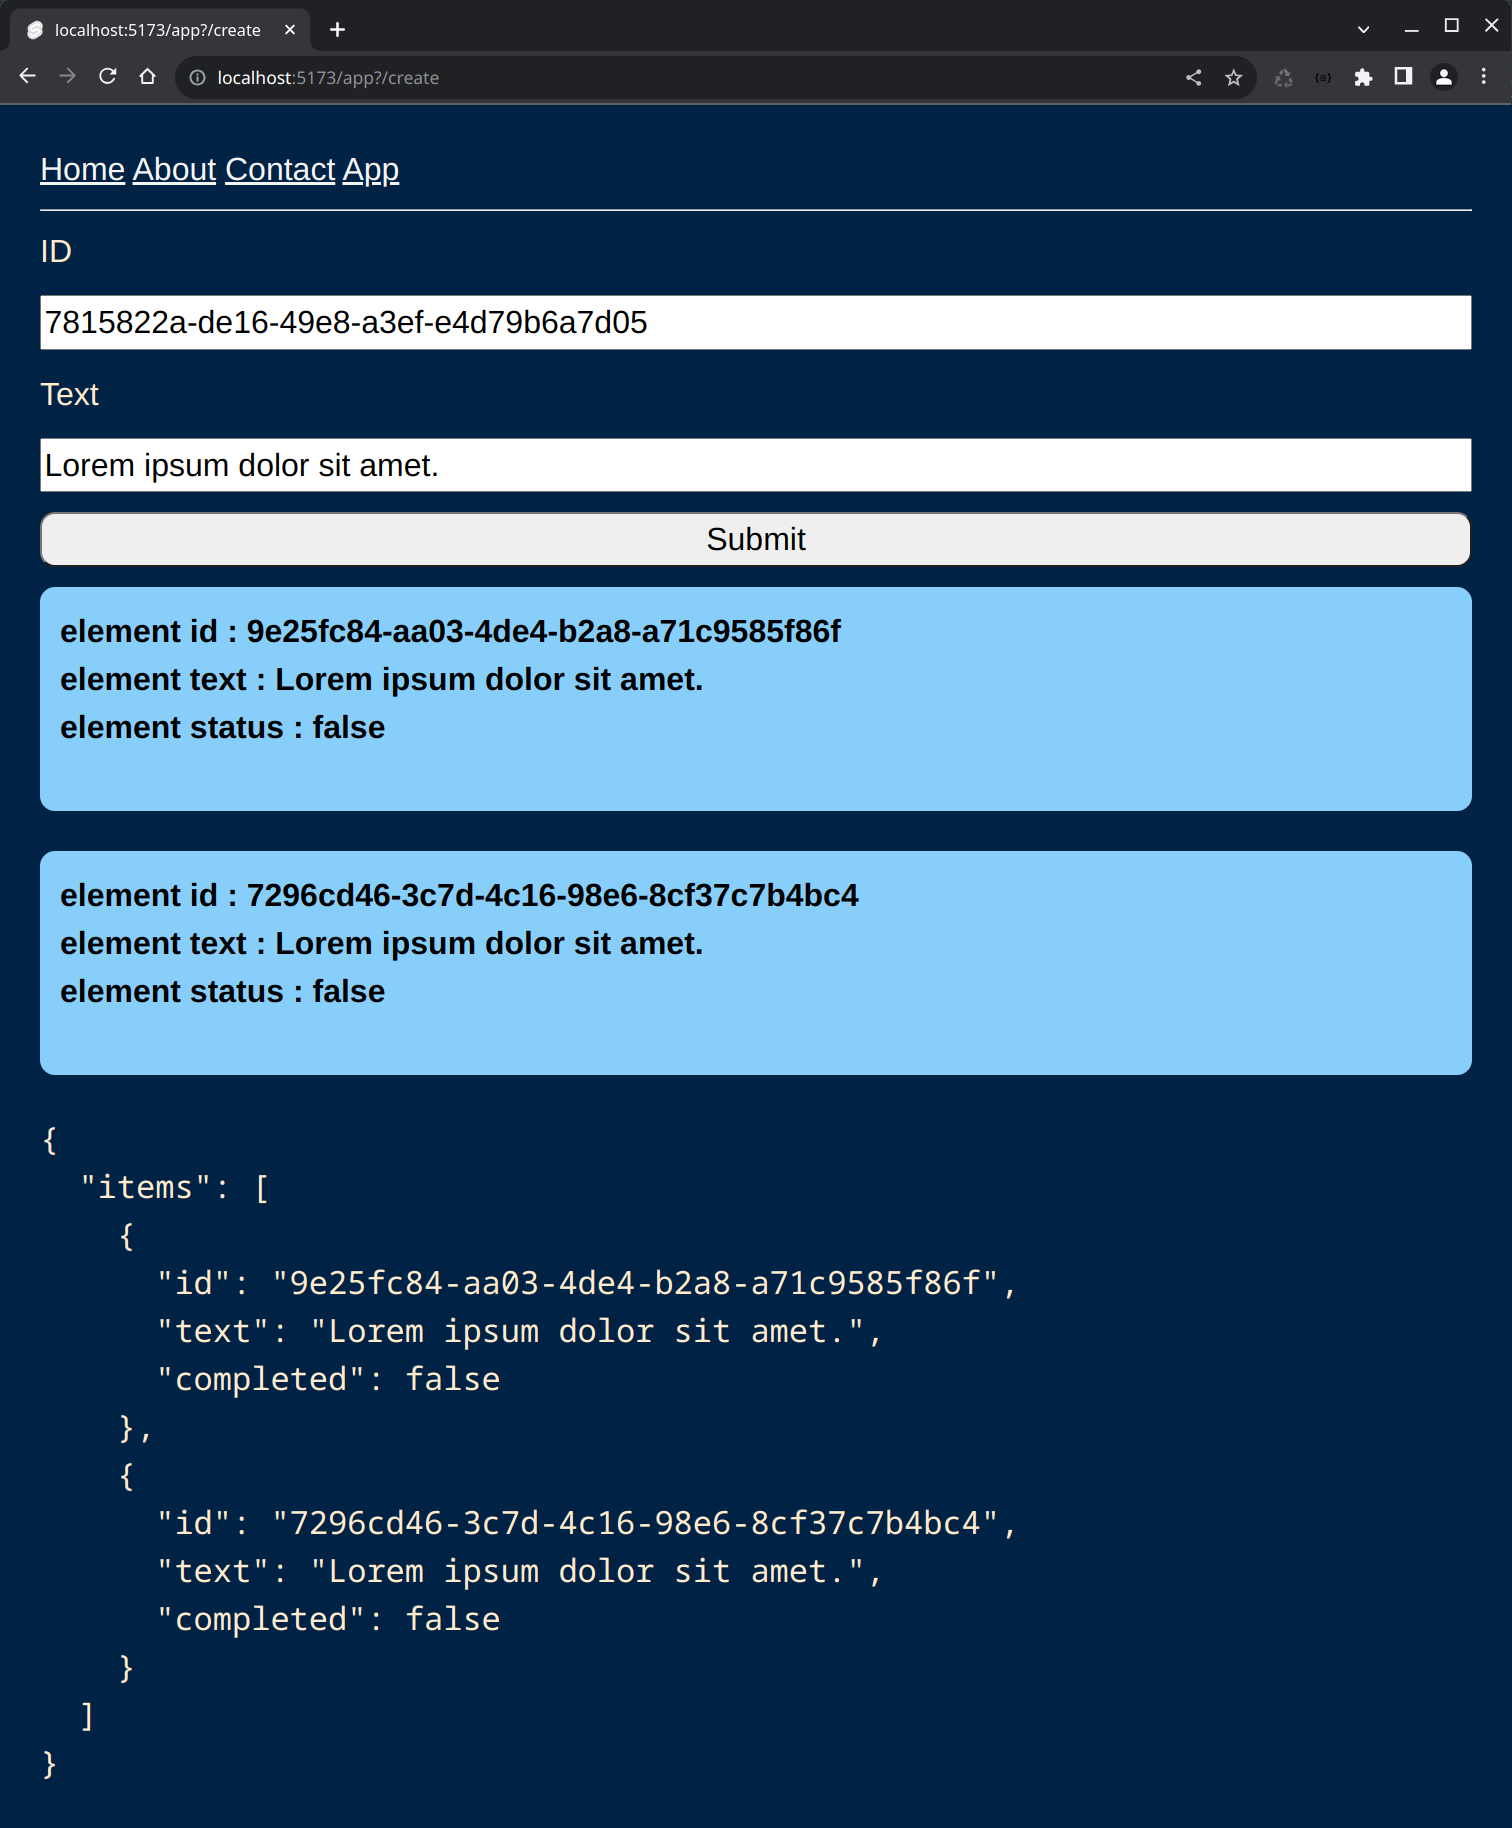 localhost:5173/app?/create
localhost:5173/app?/create
Home About Contact App
ID
7815822a-de16-49e8-a3ef-e4d79b6a7d05
Text
Lorem ipsum dolor sit amet.
Submit
element id : 9e25fc84-aa03-4de4-b2a8-a71c9585f86f
element text : Lorem ipsum dolor sit amet.
element status : false
element id : 7296cd46-3c7d-4c16-98e6-8cf37c7b4bc4
element text : Lorem ipsum dolor sit amet.
element status : false
{
  "items": [
    {
      "id": "9e25fc84-aa03-4de4-b2a8-a71c9585f86f",
      "text": "Lorem ipsum dolor sit amet.",
      "completed": false
    },
    {
      "id": "7296cd46-3c7d-4c16-98e6-8cf37c7b4bc4",
      "text": "Lorem ipsum dolor sit amet.",
      "completed": false
    }
  ]
}